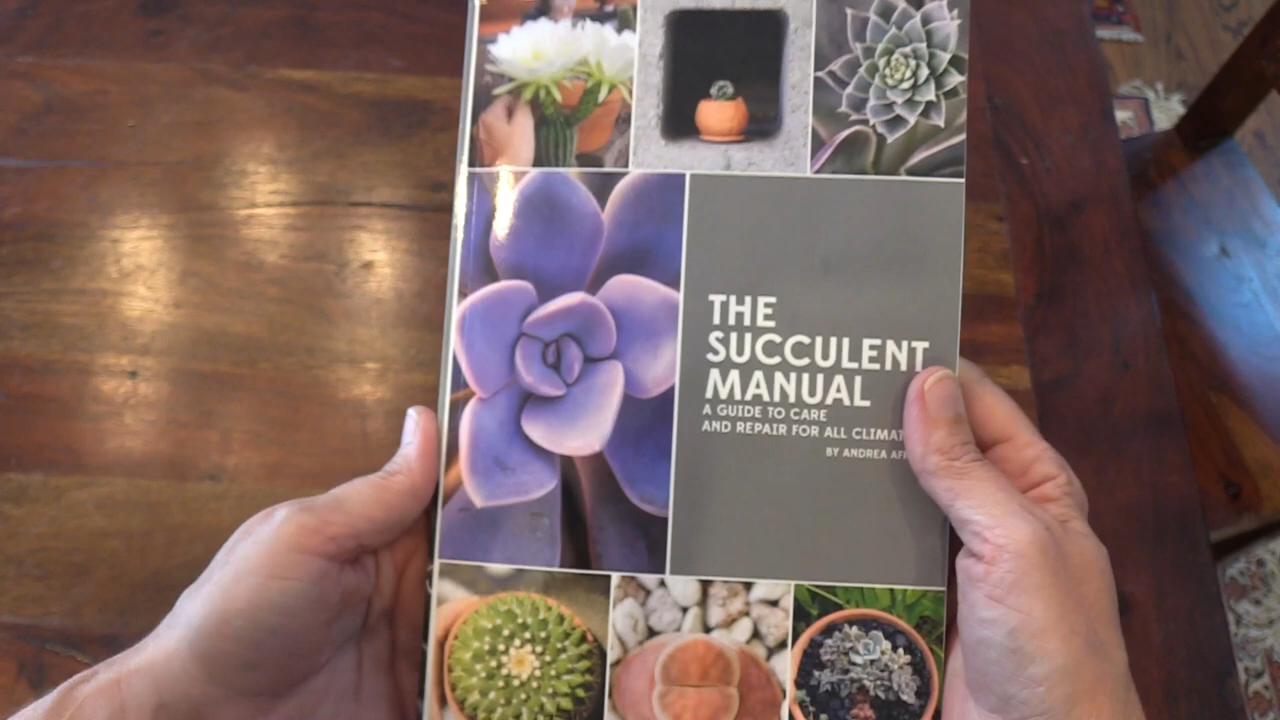 THE
SUCCULENT
MANUAL
A GUIDE TO CARE
AND REPAIR FOR ALL
BY ANDREA